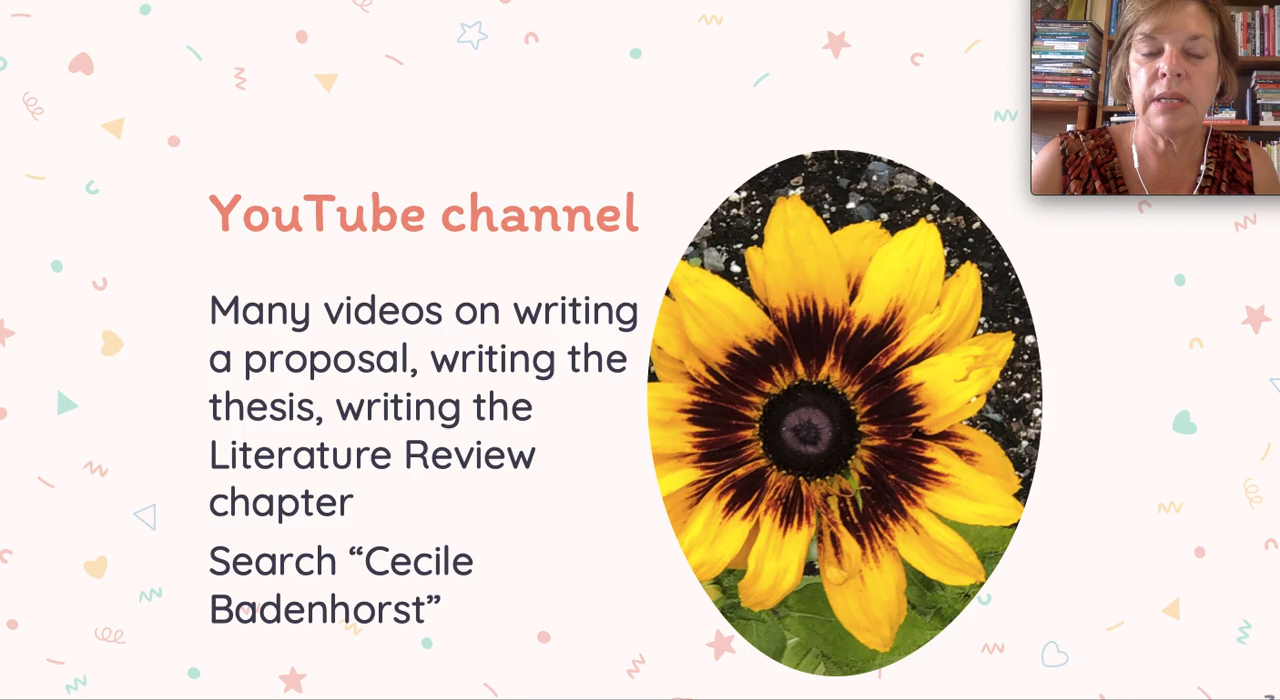 YouTube channel
Many videos on writing
a proposal, writing the
thesis, writing the
Literature Review
chapter
Search “Cecile
Badenhorst”